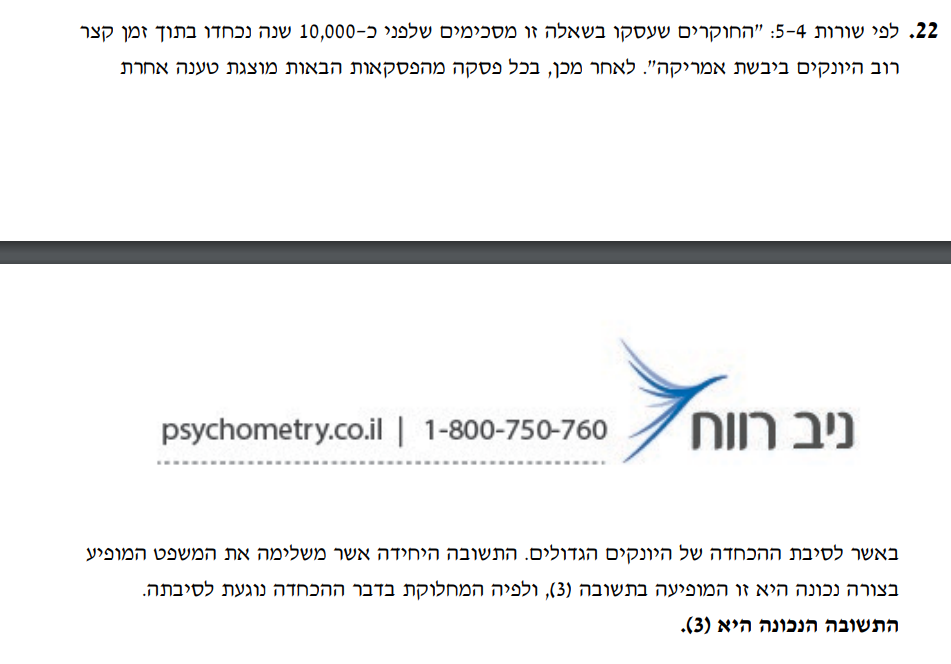 22. לפי שורות 5-4: "החוקרים שעסקו בשאלה זו מסכימים שלפני כ-10,000 שנה נכחדו בתוך זמן קצר
רוב היונקים ביבשת אמריקה". לאחר מכן, בכל פסקה מהפסקאות הבאות מוצגת טענה אחרת
ניב רווח
psychometry.co.il | 1-800-750-760
באשר לסיבת ההכחדה של היונקים הגדולים. התשובה היחידה אשר משלימה את המשפט המופיע
בצורה נכונה היא זו המופיעה בתשובה (3), ולפיה המחלוקת בדבר ההכחדה נוגעת לסיבתה.
התשובה הנכונה היא (3).